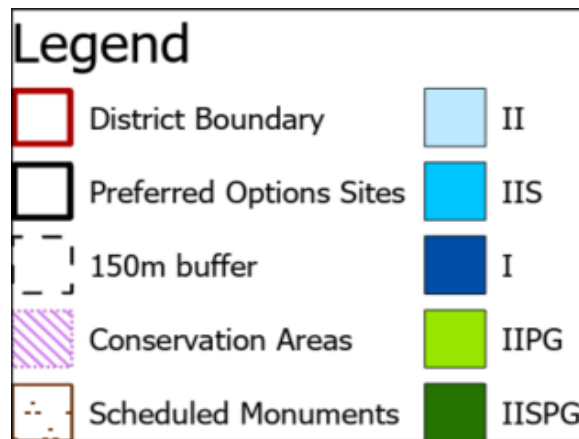 Legend
District Boundary
Preferred Options Sites
150m buffer
Conservation Areas
Scheduled Monuments
II
IIS
I
IIPG
IISPG